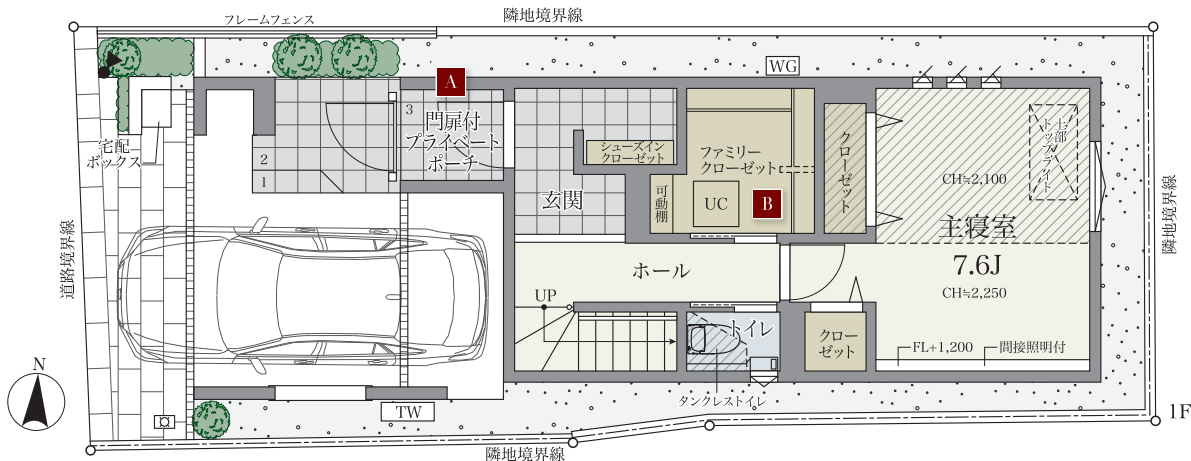 隣地境界線
フレームフェンス
WG
A
3
門扉付
プライベート
ポーチ
2
1
宅配
ボックス
シューズイン
クローゼット
玄関
ファミリー
クローゼット
可動棚
UC
B
クローゼット
上部
トップライト
CH≒2,100
主寝室
7.6J
CH≒2,250
隣地境界線
道路境界線
ホール
UP
トイレ
クロー
ゼット
FL+1,200
間接照明付
タンクレストイレ
N
TW
1F
隣地境界線